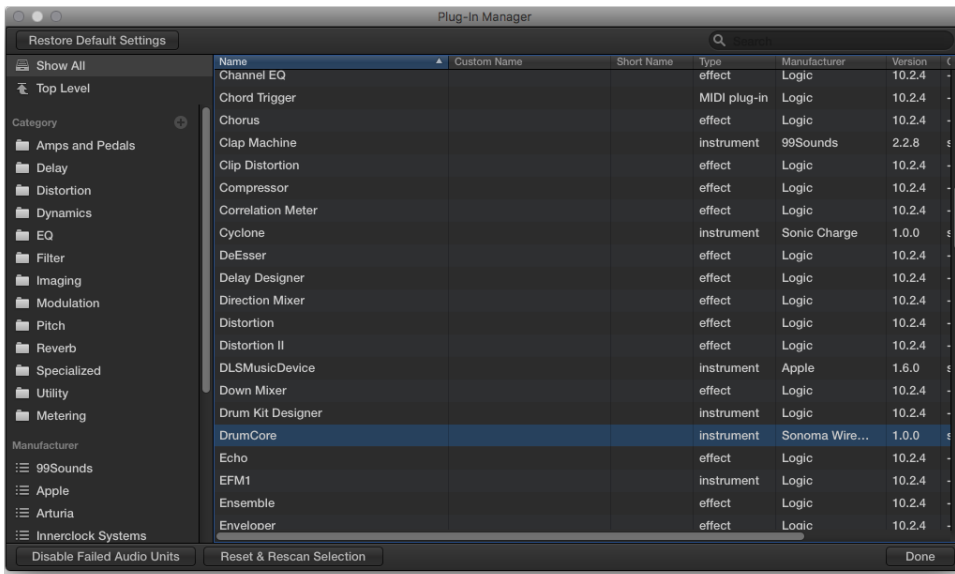 Plug-In Manager
Restore Default Settings
Search
Show All
Top Level
Category
Amps and Pedals
Delay
Distortion
Dynamics
EQ
Filter
Imaging
Modulation
Pitch
Reverb
Specialized
Utility
Metering
Manufacturer
99Sounds
Apple
Arturia
Innerclock Systems
Name Custom Name Short Name Type Manufacturer Version
Channel EQ effect Logic 10.2.4 -
Chord Trigger MIDI plug-in Logic 10.2.4 -
Chorus effect Logic 10.2.4 -
Clap Machine instrument 99Sounds 2.2.8
Clip Distortion effect Logic 10.2.4 -
Compressor effect Logic 10.2.4 -
Correlation Meter effect Logic 10.2.4 -
Cyclone instrument Sonic Charge 1.0.0
DeEsser effect Logic 10.2.4 -
Delay Designer effect Logic 10.2.4 -
Direction Mixer effect Logic 10.2.4 -
Distortion effect Logic 10.2.4 -
Distortion II effect Logic 10.2.4 -
DLSMusicDevice instrument Apple 1.6.0
Down Mixer effect Logic 10.2.4 -
Drum Kit Designer instrument Logic 10.2.4 -
DrumCore instrument Sonoma Wire... 1.0.0
Echo effect Logic 10.2.4 -
EFM1 instrument Logic 10.2.4 -
Ensemble effect Logic 10.2.4 -
Enveloper effect Logic 10.2.4 -
Disable Failed Audio Units
Reset & Rescan Selection
Done